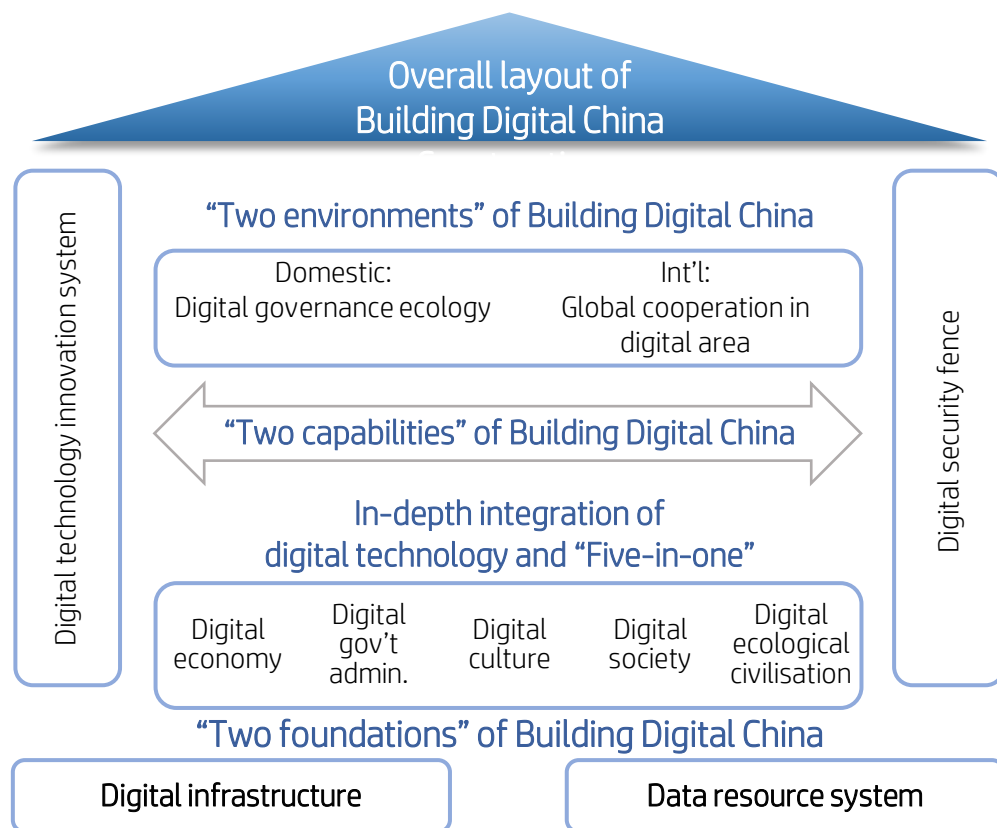 Overall layout of
Building Digital China
Digital technology innovation system
“Two environments” of Building Digital China
Domestic:
Digital governance ecology
Int’l:
Global cooperation in
digital area
“Two capabilities” of Building Digital China
Digital security fence
In-depth integration of
digital technology and “Five-in-one”
Digital
economy
Digital
gov’t
admin.
Digital
culture
Digital
society
Digital
ecological
civilisation
“Two foundations” of Building Digital China
Digital infrastructure
Data resource system